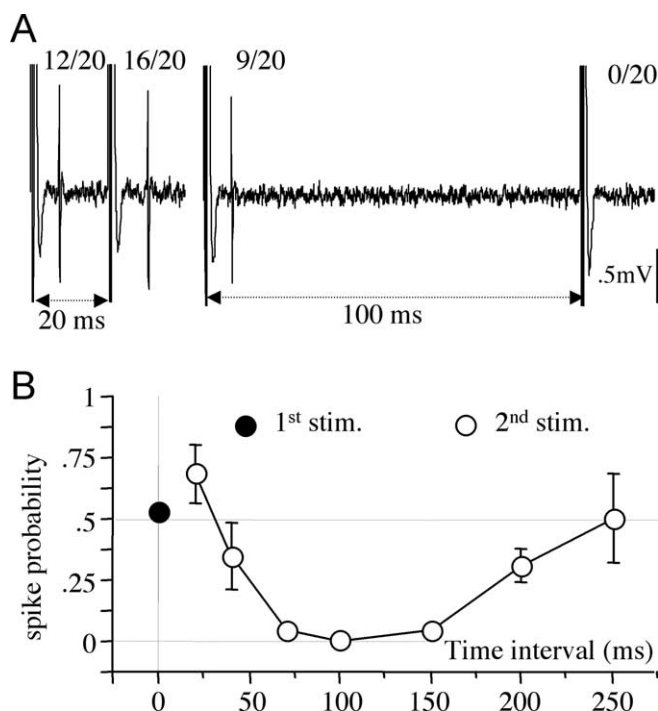 A
12/20 16/20 9/20 0/20
.5mV
20 ms 100 ms
B
1
1st stim. 2nd stim.
.75
.5
.25
0
spike probability
Time interval (ms)
0 50 100 150 200 250